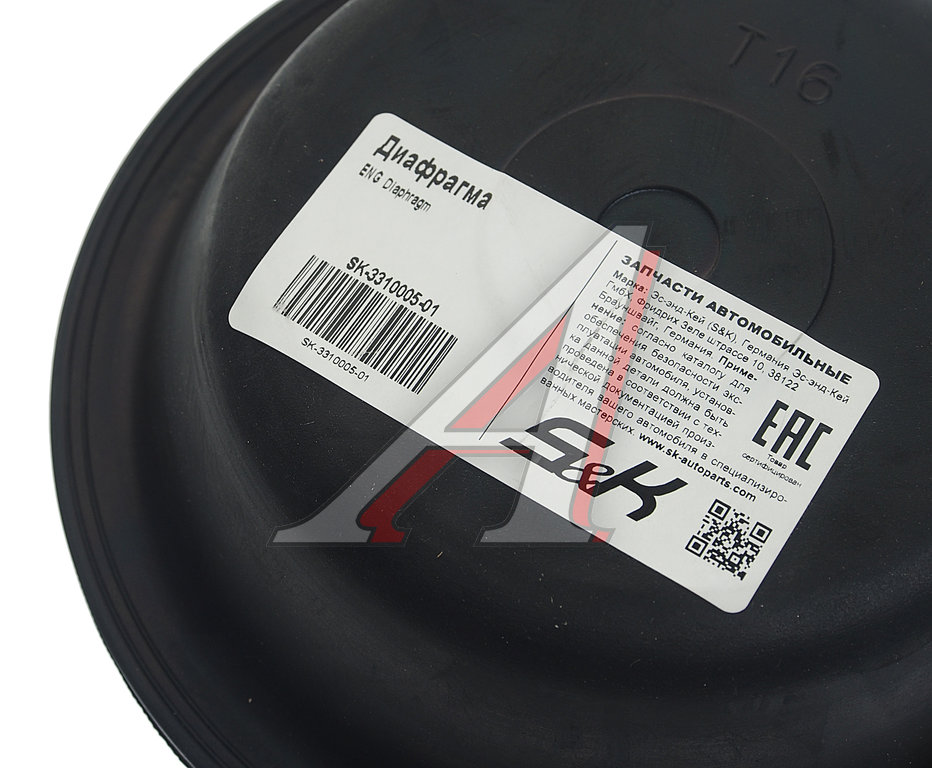 T16
Диафрагма
ENG Diaphragm
SK-3310005-01
SK-3310005-01
ЗАПЧАСТИ АВТОМОБИЛЬНЫЕ
Марка: Эс-энд-Кей (S&K), Германия Эс-энд-Кей
ГмбХ Фридрих Зеле штрассе 10, 38122
Брауншвайг, Германия. Приме-
нение: согласно каталогу для
обеспечения безопасности экс-
плуатации автомобиля, установ-
ка данной детали должна быть
проведена в соответствии с тех-
нической документацией произ-
водителя вашего автомобиля в специализиро-
ванных мастерских. www.sk-autoparts.com
EAC
Товар
сертифицирован
S&K